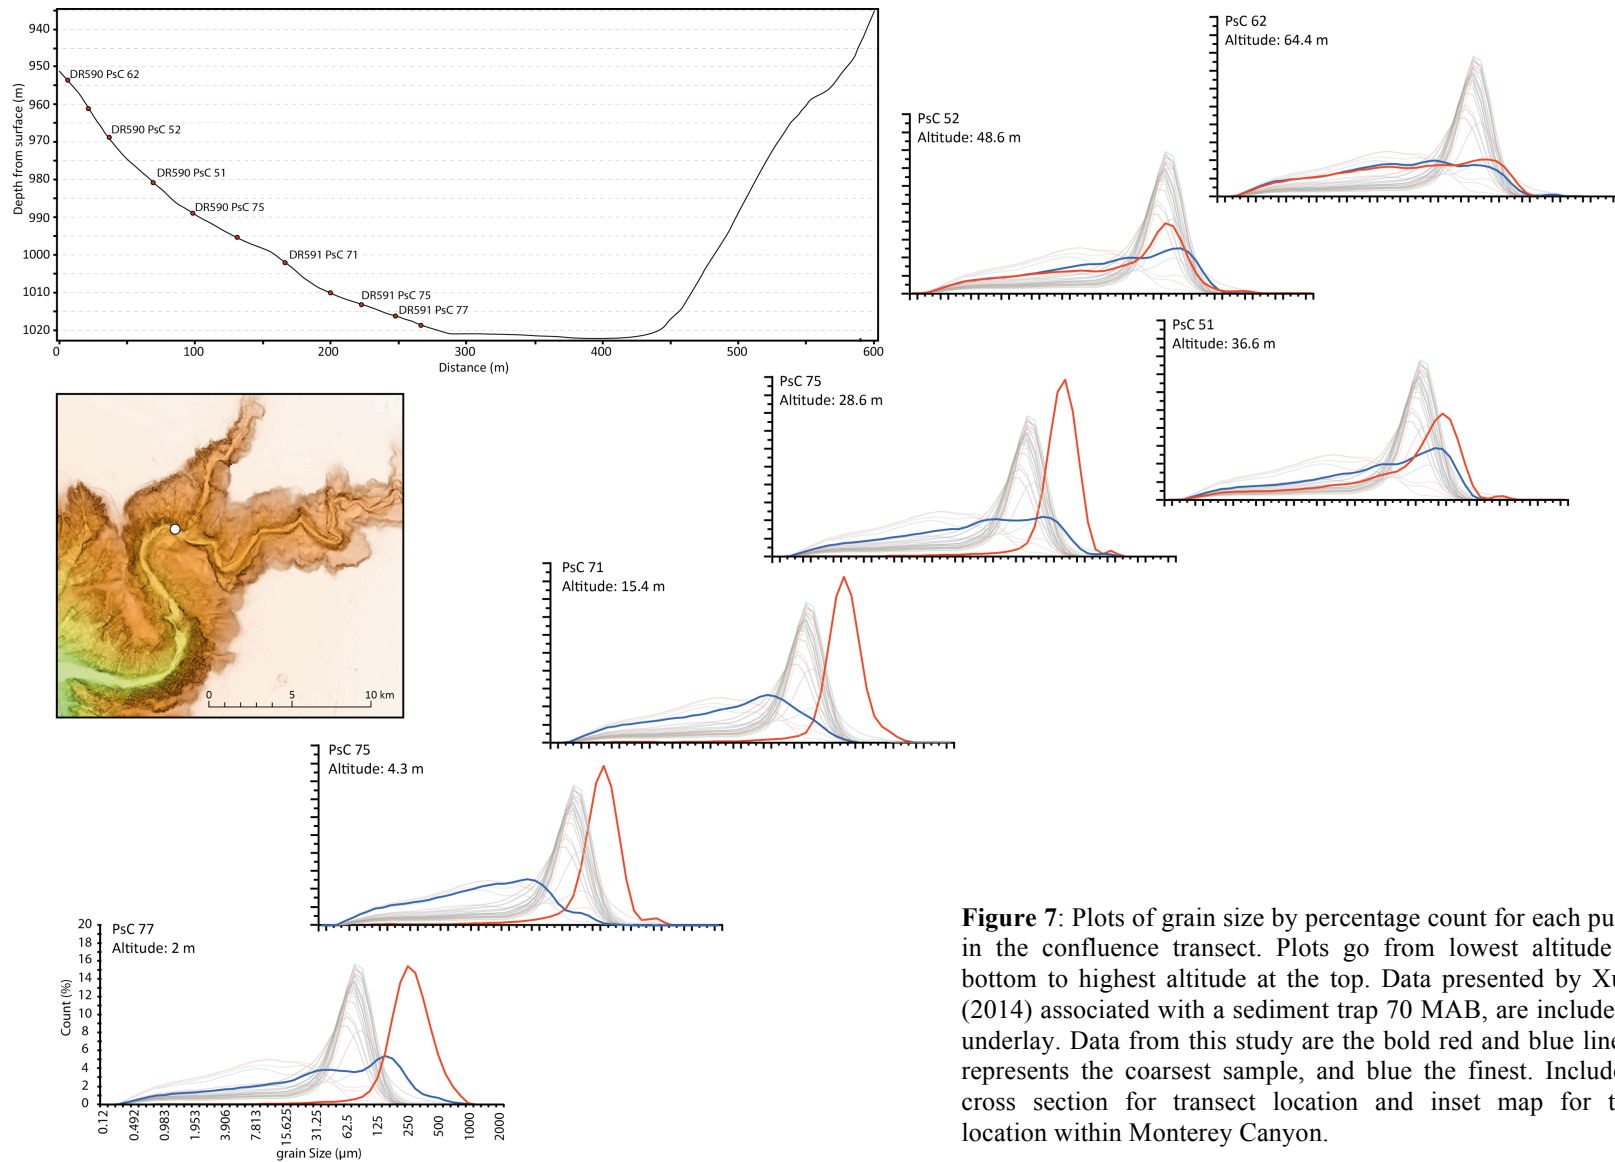 940
950
960
970
980
990
1000
1010
1020
Depth from surface (m)
DR590 PsC 62
DR590 PsC 52
DR590 PsC 51
DR590 PsC 75
DR591 PsC 71
DR591 PsC 75
DR591 PsC 77
0 100 200 300 400 500 600
Distance (m)
PsC 62
Altitude: 64.4 m
PsC 52
Altitude: 48.6 m
PsC 51
Altitude: 36.6 m
PsC 75
Altitude: 28.6 m
PsC 71
Altitude: 15.4 m
0 5 10 km
PsC 75
Altitude: 4.3 m
PsC 77
Altitude: 2 m
20
18
16
14
12
10
8
6
4
2
0
Count (%)
0.112 0.492 0.983 1.953 3.906 7.813 15.625 31.25 62.5 125 250 500 1000 2000
grain Size (µm)
Figure 7: Plots of grain size by percentage count for each pu
in the confluence transect. Plots go from lowest altitude
bottom to highest altitude at the top. Data presented by Xu
(2014) associated with a sediment trap 70 MAB, are include
underlay. Data from this study are the bold red and blue line
represents the coarsest sample, and blue the finest. Include
cross section for transect location and inset map for t
location within Monterey Canyon.